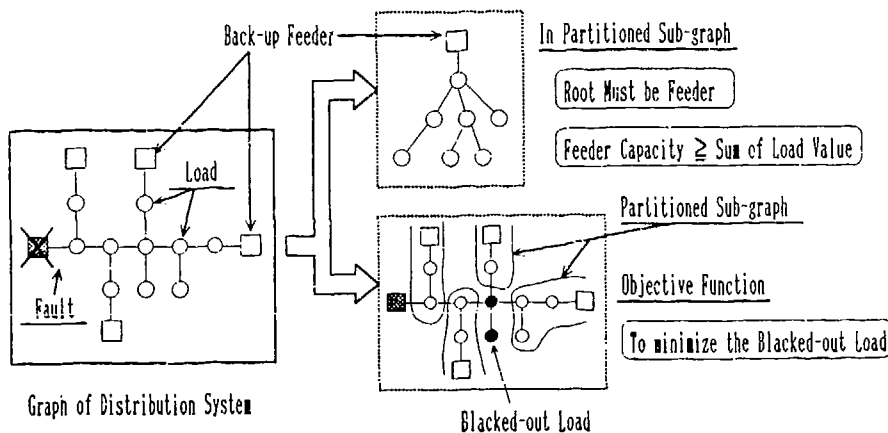 Back-up Feeder
In Partitioned Sub-graph
Root Must be Feeder
Feeder Capacity ≧ Sum of Load Value
Load
Fault
Partitioned Sub-graph
Objective Function
To minimize the Blacked-out Load
Graph of Distribution System
Blacked-out Load